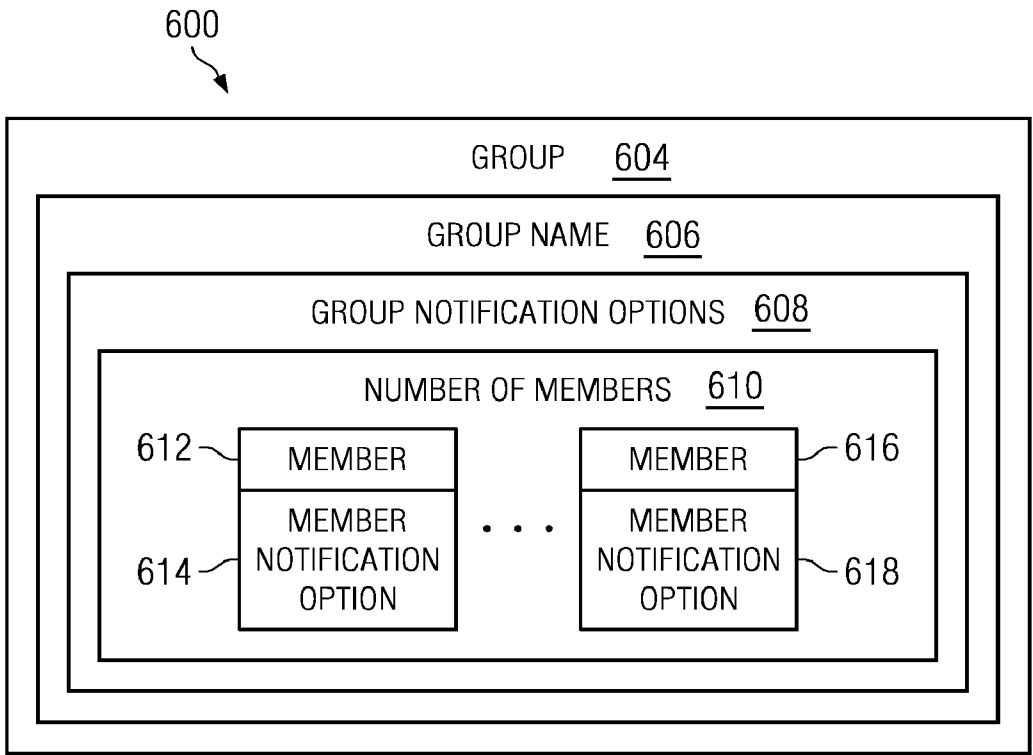 600
GROUP 604
GROUP NAME 606
GROUP NOTIFICATION OPTIONS 608
NUMBER OF MEMBERS 610
612
MEMBER
MEMBER
616
614
MEMBER
NOTIFICATION
OPTION
. . .
MEMBER
NOTIFICATION
OPTION
618